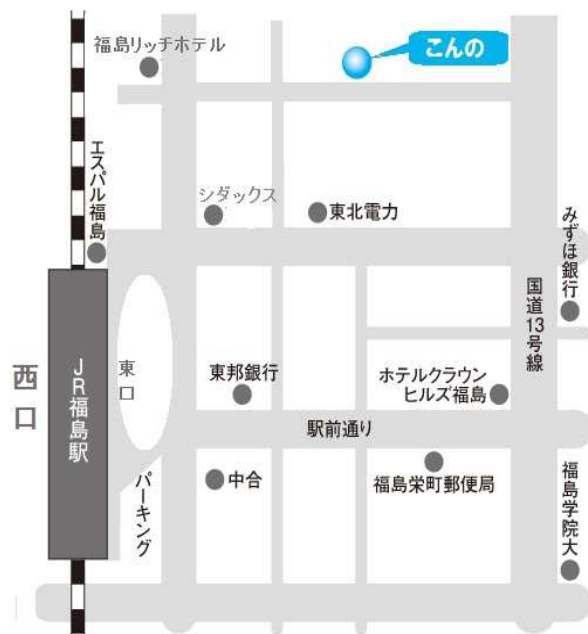 福島リッチホテル
こんの
エスパル福島
シダックス
東北電力
みずほ銀行
国道13号線
西口
JR福島駅
東口
東邦銀行
ホテルクラウン
ヒルズ福島
駅前通り
パーキング
中合
福島栄町郵便局
福島学院大